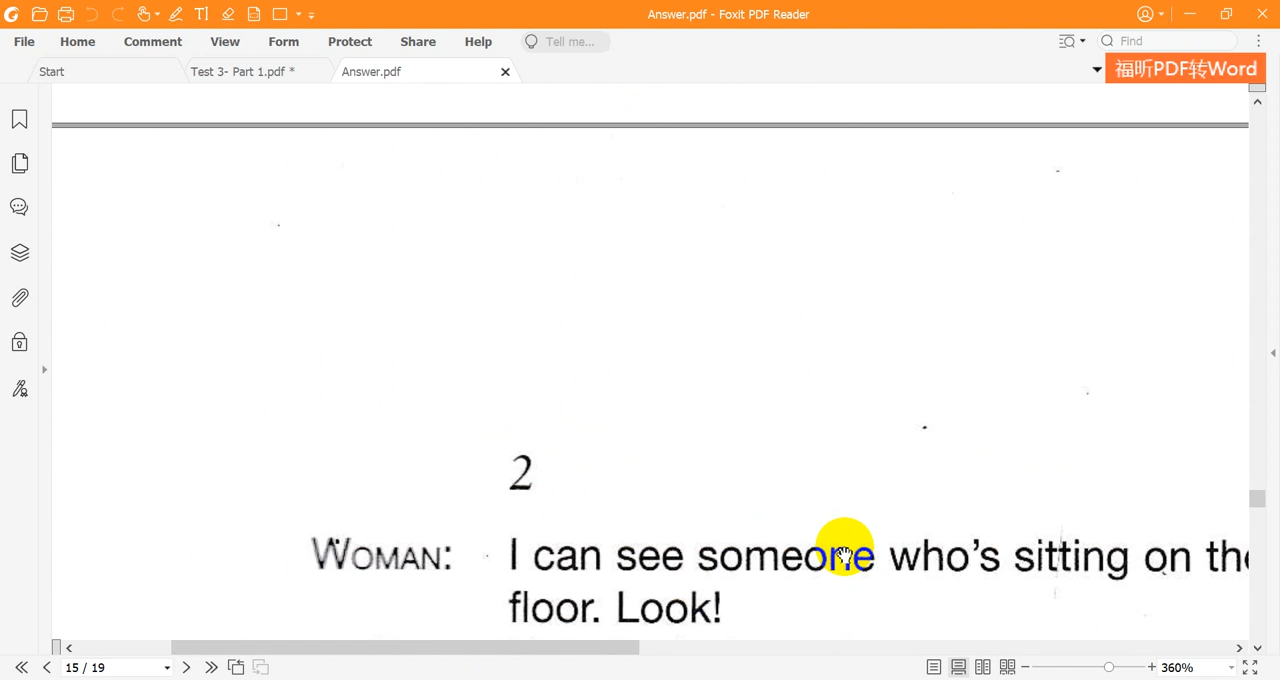 Answer.pdf - Foxit PDF Reader
File Home Comment View Form Protect Share Help Tell me... Find
Start Test 3- Part 1.pdf * Answer.pdf 福昕PDF转Word
2
WOMAN: I can see someone who's sitting on the
floor. Look!
15 / 19 360%